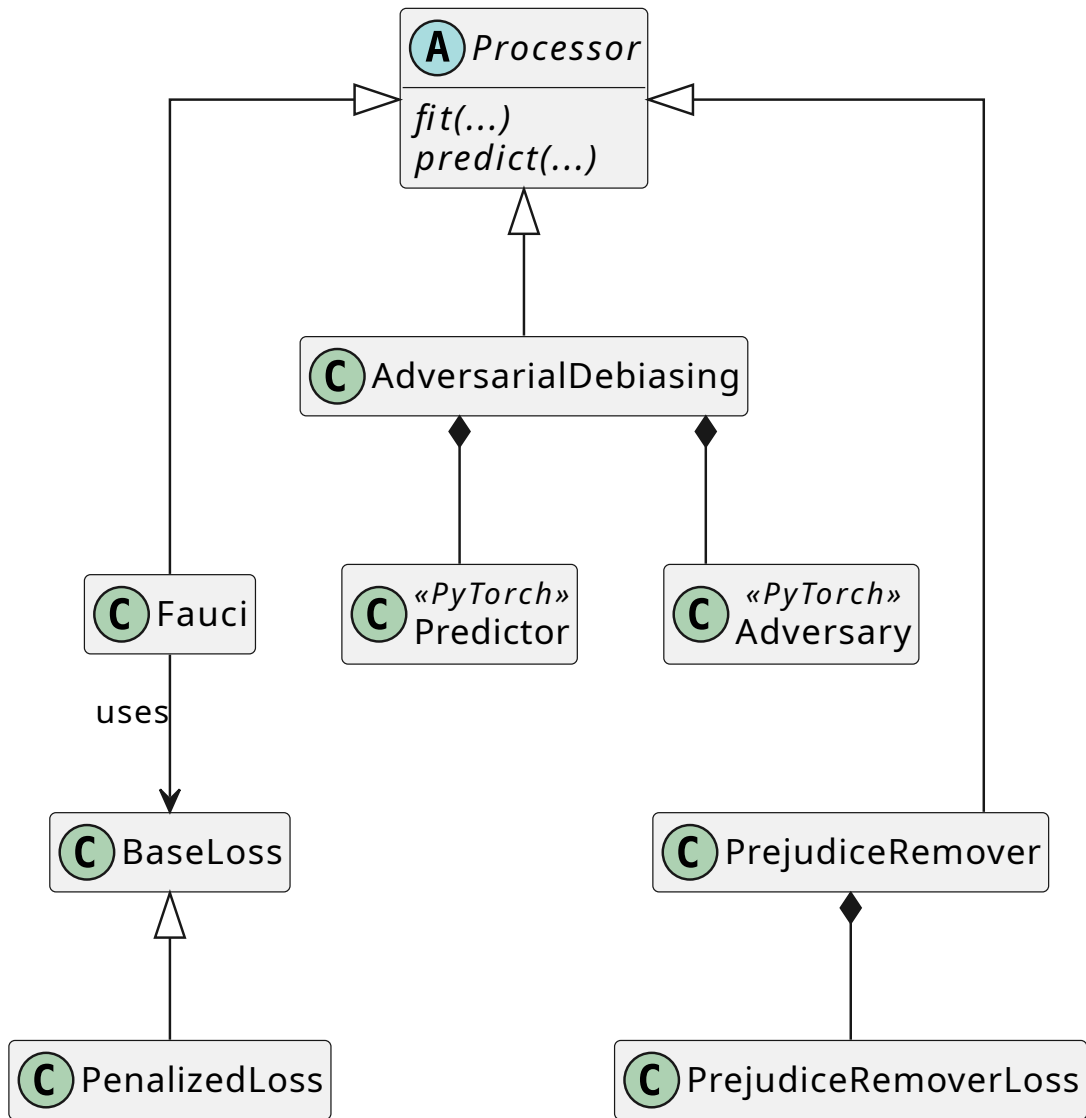 A Processor
fit(...)
predict(...)
C AdversarialDebiasing
C Fauci
C «PyTorch»
Predictor
C «PyTorch»
Adversary
uses
C BaseLoss
C PrejudiceRemover
C PenalizedLoss
C PrejudiceRemoverLoss